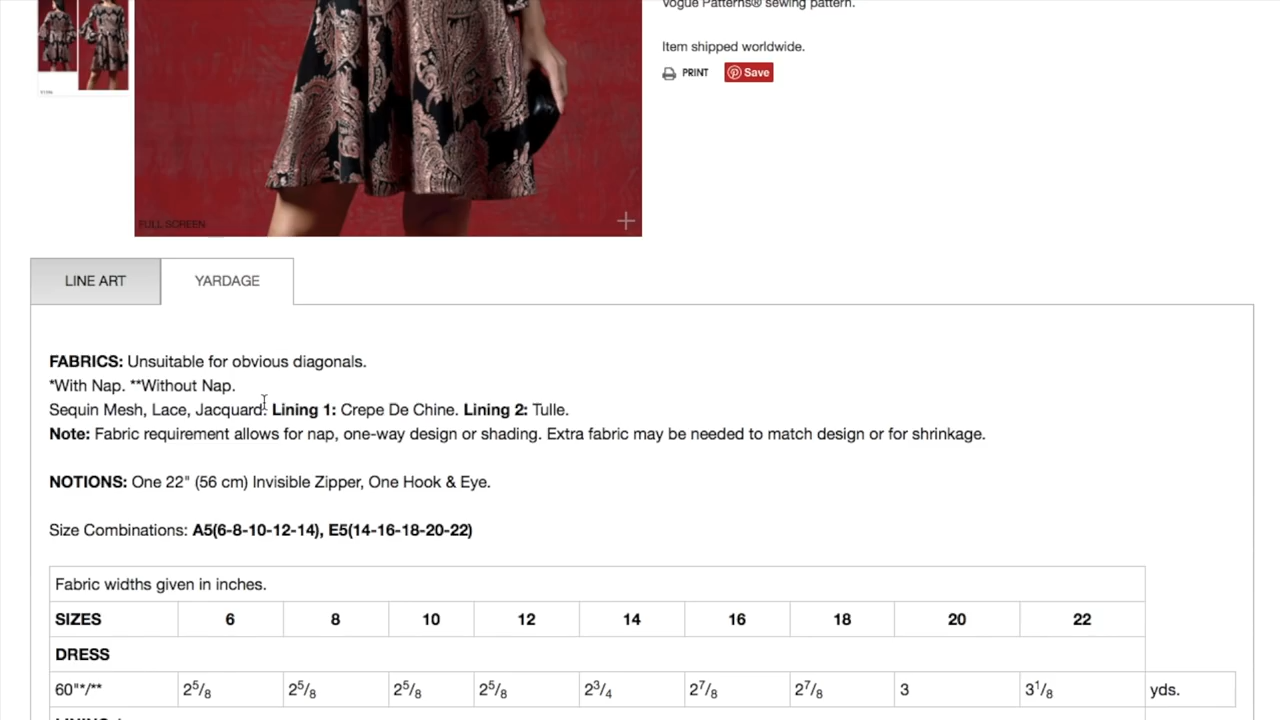 Vogue Patterns® sewing pattern.
Item shipped worldwide.
PRINT Save
FULL SCREEN
LINE ART YARDAGE
FABRICS: Unsuitable for obvious diagonals.
*With Nap. **Without Nap.
Sequin Mesh, Lace, Jacquard. Lining 1: Crepe De Chine. Lining 2: Tulle.
Note: Fabric requirement allows for nap, one-way design or shading. Extra fabric may be needed to match design or for shrinkage.
NOTIONS: One 22" (56 cm) Invisible Zipper, One Hook & Eye.
Size Combinations: A5(6-8-10-12-14), E5(14-16-18-20-22)
Fabric widths given in inches.
SIZES 6 8 10 12 14 16 18 20 22
DRESS
60"*/** 2⁵/₈ 2⁵/₈ 2⁵/₈ 2⁵/₈ 2³/₄ 2⁷/₈ 2⁷/₈ 3 3¹/₈ yds.